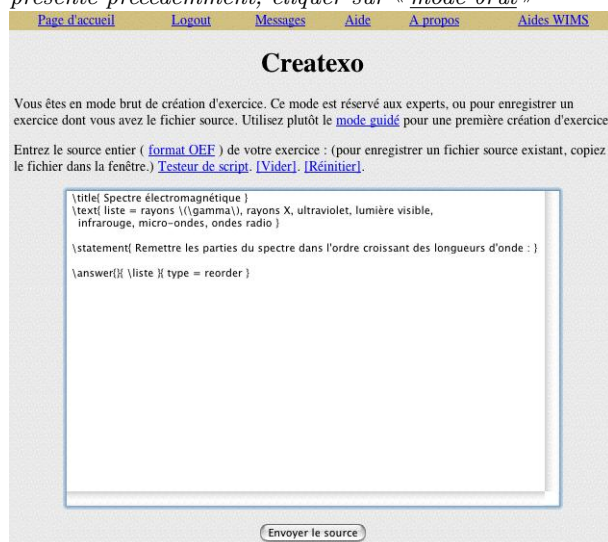 présenté précédemment, cliquer sur « mode brut »
Page d'accueil Logout Messages Aide A propos Aides WIMS
Createxo
Vous êtes en mode brut de création d'exercice. Ce mode est réservé aux experts, ou pour enregistrer un
exercice dont vous avez le fichier source. Utilisez plutôt le mode guidé pour une première création d'exercice
Entrez le source entier ( format OEF ) de votre exercice : (pour enregistrer un fichier source existant, copiez
le fichier dans la fenêtre.) Testeur de script. [Vider]. [Réinitier].
\title{ Spectre électromagnétique }
\text{ liste = rayons \(\gamma\), rayons X, ultraviolet, lumière visible,
infrarouge, micro-ondes, ondes radio }
\statement{ Remettre les parties du spectre dans l'ordre croissant des longueurs d'onde : }
\answer{}{ \liste }{ type = reorder }
Envoyer le source